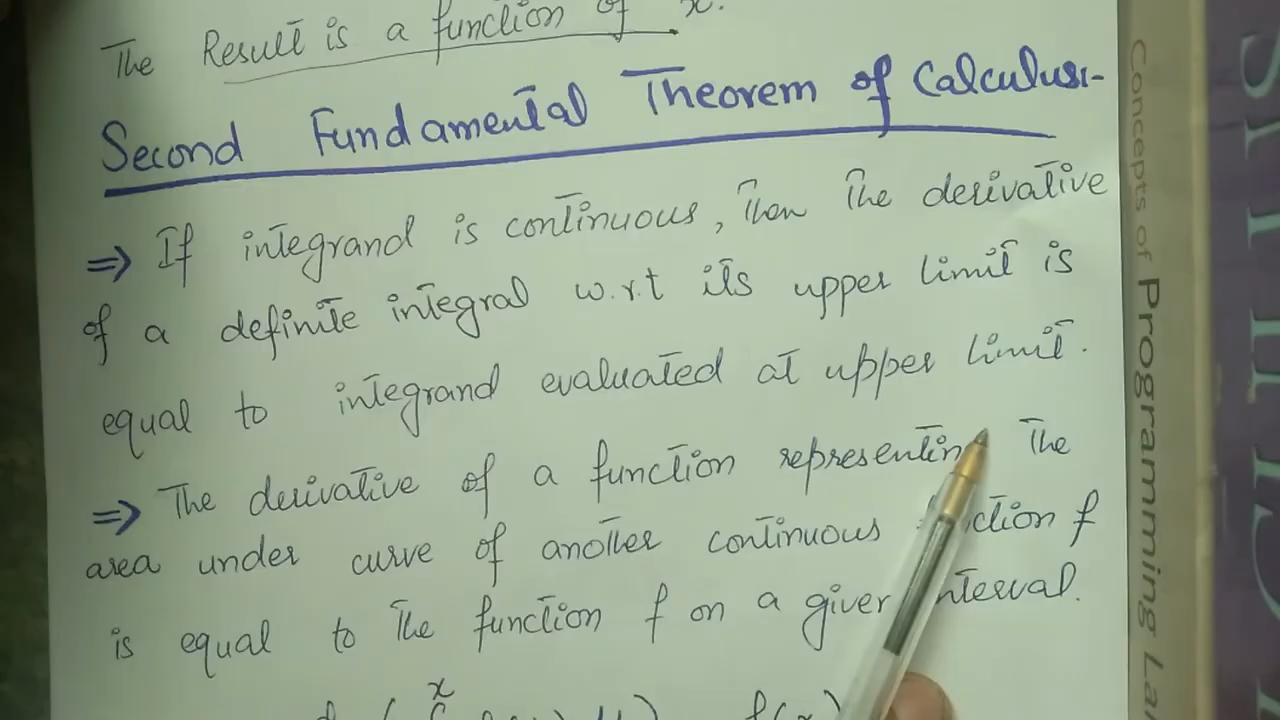 The Result is a function of x.
Second Fundamental Theorem of Calculus:-
⇒ If integrand is continuous, Then The derivative
of a definite integral w.r.t its upper limit is
equal to integrand evaluated at upper limit.
⇒ The derivative of a function representing The
area under curve of another continuous function f
is equal to The function f on a given interval.
x
f(x)
Concepts of Programming La